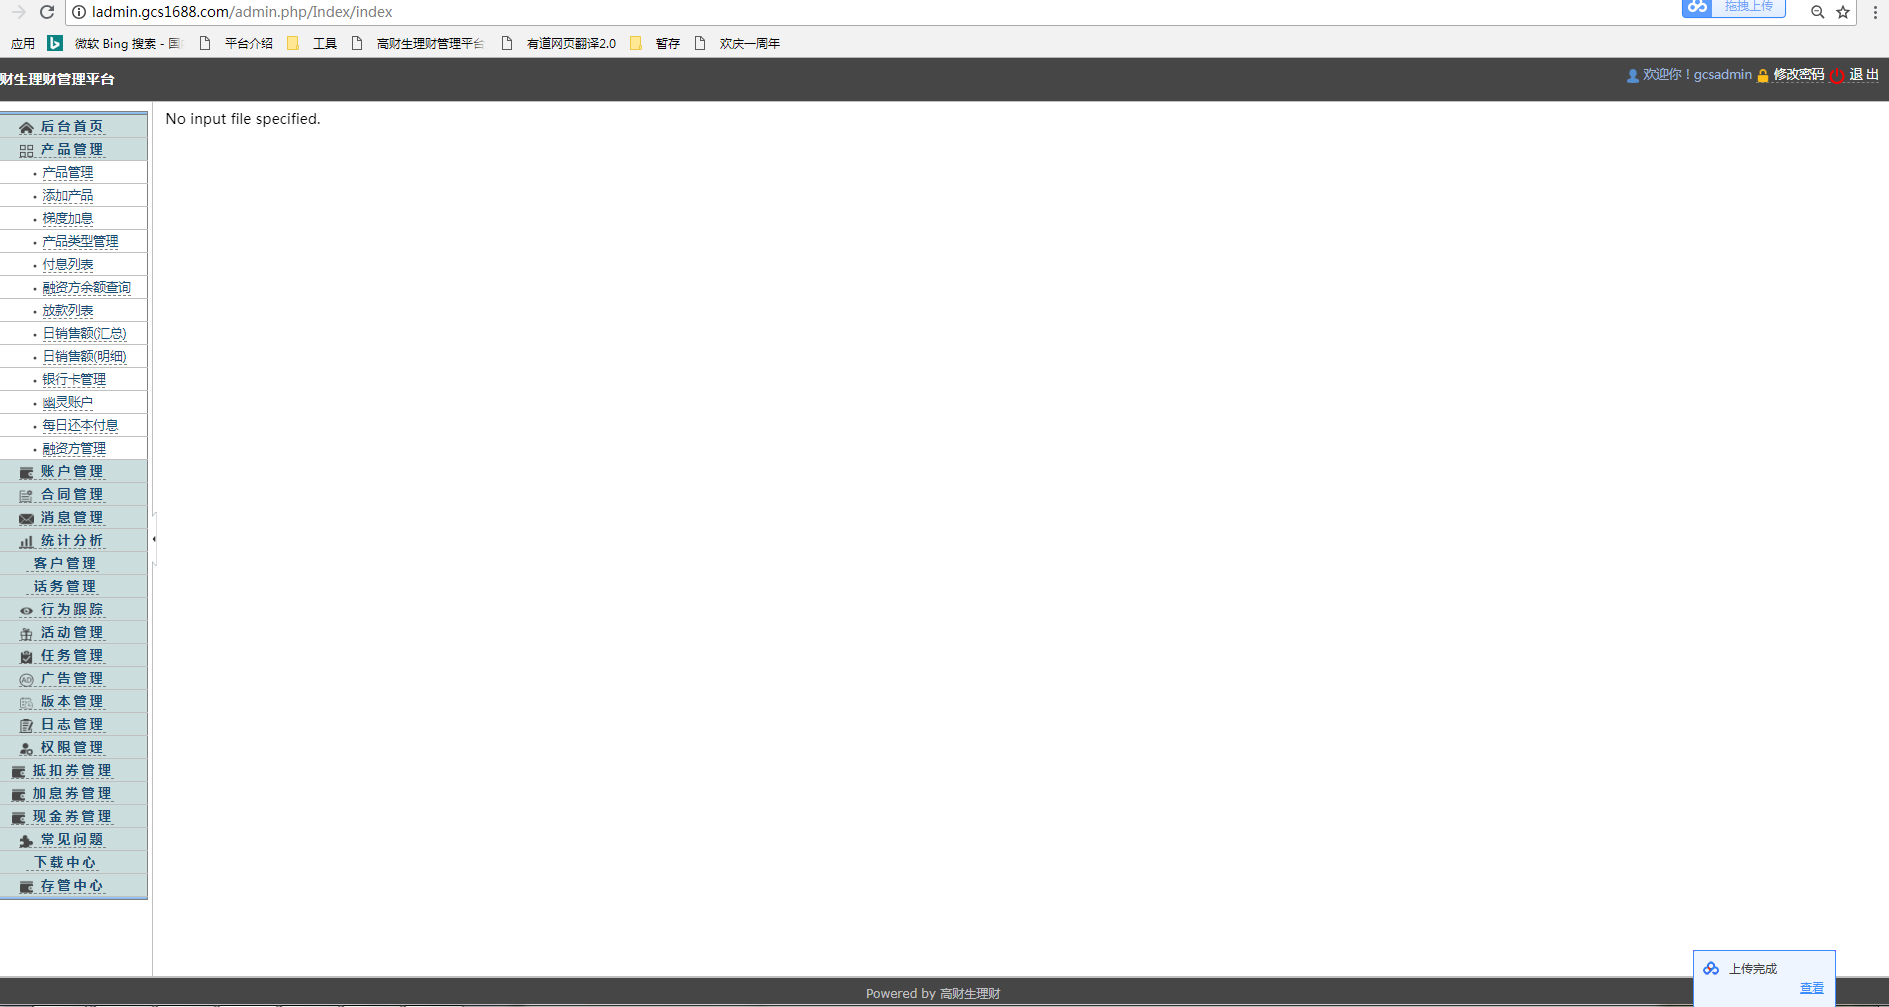 ladmin.gcs1688.com/admin.php/Index/index
拖拽上传
应用 微软 Bing 搜索 - 国 平台介绍 工具 高财生理财管理平台 有道网页翻译2.0 暂存 欢庆一周年
财生理财管理平台
欢迎你！gcsadmin 修改密码 退 出
No input file specified.
后台首页
产品管理
• 产品管理
• 添加产品
• 梯度加息
• 产品类型管理
• 付息列表
• 融资方余额查询
• 放款列表
• 日销售额(汇总)
• 日销售额(明细)
• 银行卡管理
• 幽灵账户
• 每日还本付息
• 融资方管理
账户管理
合同管理
消息管理
统计分析
客户管理
话务管理
行为跟踪
活动管理
任务管理
AD 广告管理
版本管理
日志管理
权限管理
抵扣券管理
加息券管理
现金券管理
常见问题
下载中心
存管中心
上传完成
查看
Powered by 高财生理财